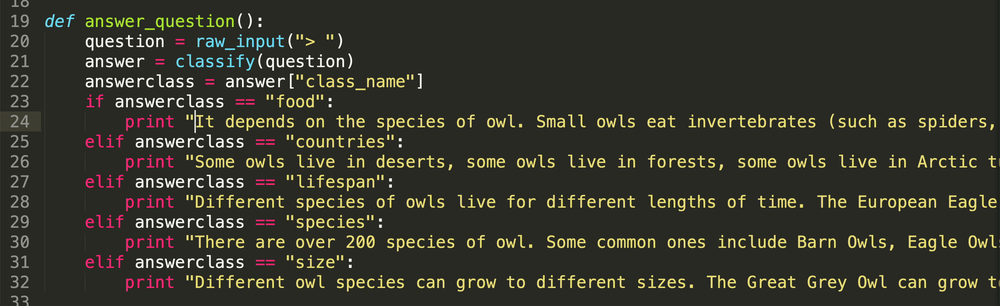 18
19 def answer_question():
20     question = raw_input("> ")
21     answer = classify(question)
22     answerclass = answer["class_name"]
23     if answerclass == "food":
24         print "It depends on the species of owl. Small owls eat invertebrates (such as spiders,
25     elif answerclass == "countries":
26         print "Some owls live in deserts, some owls live in forests, some owls live in Arctic
27     elif answerclass == "lifespan":
28         print "Different species of owls live for different lengths of time. The European Eagle
29     elif answerclass == "species":
30         print "There are over 200 species of owl. Some common ones include Barn Owls, Eagle Owls
31     elif answerclass == "size":
32         print "Different owl species can grow to different sizes. The Great Grey Owl can grow to
33